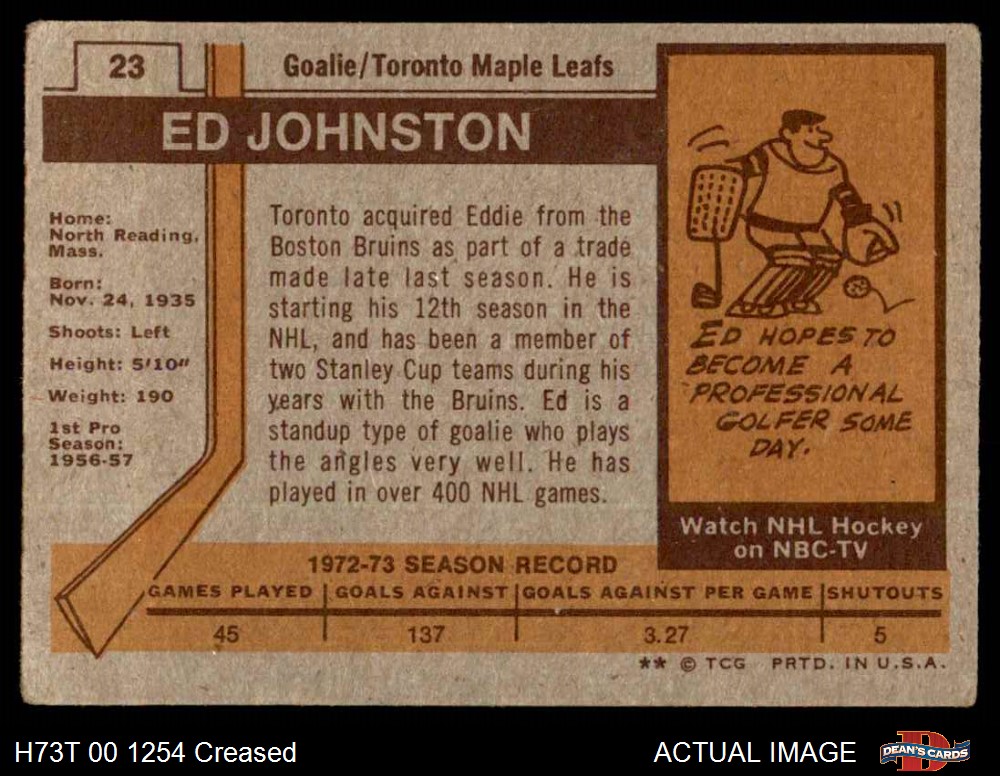 23
Goalie/Toronto Maple Leafs
ED JOHNSTON
Home:
North Reading,
Mass.
Born:
Nov. 24, 1935
Shoots: Left
Height: 5'10"
Weight: 190
1st Pro
Season:
1956-57
Toronto acquired Eddie from the
Boston Bruins as part of a trade
made late last season. He is
starting his 12th season in the
NHL, and has been a member of
two Stanley Cup teams during his
years with the Bruins. Ed is a
standup type of goalie who plays
the angles very well. He has
played in over 400 NHL games.
ED HOPES TO
BECOME A
PROFESSIONAL
GOLFER SOME
DAY.
Watch NHL Hockey
on NBC-TV
1972-73 SEASON RECORD
GAMES PLAYED GOALS AGAINST GOALS AGAINST PER GAME SHUTOUTS
45 137 3.27 5
** © TCG PRTD. IN U.S.A.
H73T 00 1254 Creased ACTUAL IMAGE DEAN'S CARDS